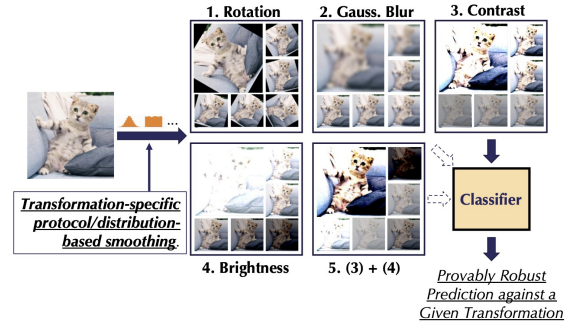 1. Rotation
2. Gauss. Blur
3. Contrast
...
Transformation-specific
protocol/distribution-
based smoothing.
4. Brightness
5. (3) + (4)
Classifier
Provably Robust
Prediction against a
Given Transformation